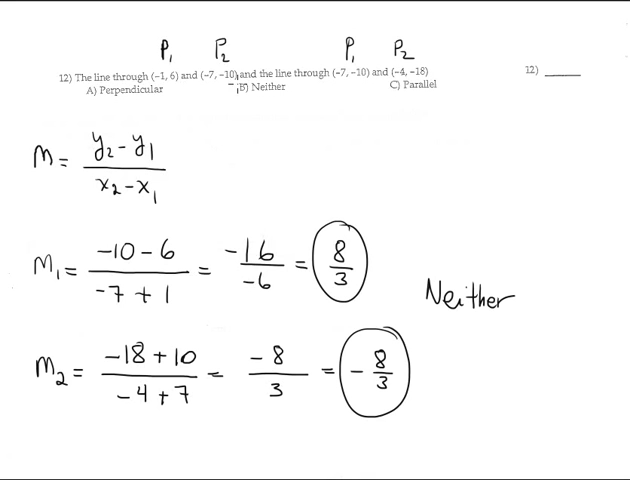 P₁ P₂ P₁ P₂
12) The line through (-1, 6) and (-7, -10) and the line through (-7, -10) and (-4, -18)
12) ______
A) Perpendicular B) Neither C) Parallel
m = (y₂ - y₁) / (x₂ - x₁)
m₁ = (-10 - 6) / (-7 + 1) = -16 / -6 = 8/3
Neither
m₂ = (-18 + 10) / (-4 + 7) = -8 / 3 = -8/3